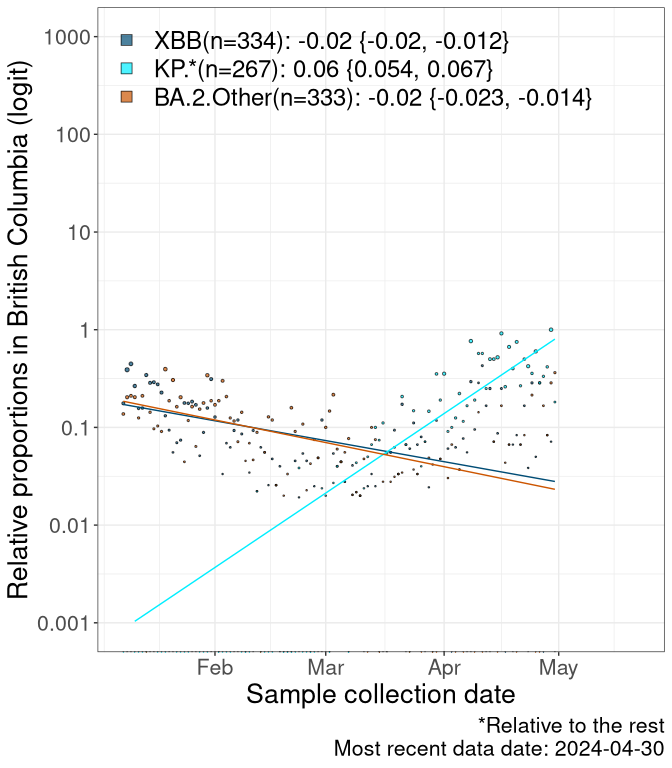 Relative proportions in British Columbia (logit)
1000
100
10
1
0.1
0.01
0.001
XBB(n=334): -0.02 {-0.02, -0.012}
KP.*(n=267): 0.06 {0.054, 0.067}
BA.2.Other(n=333): -0.02 {-0.023, -0.014}
Feb Mar Apr May
Sample collection date
*Relative to the rest
Most recent data date: 2024-04-30